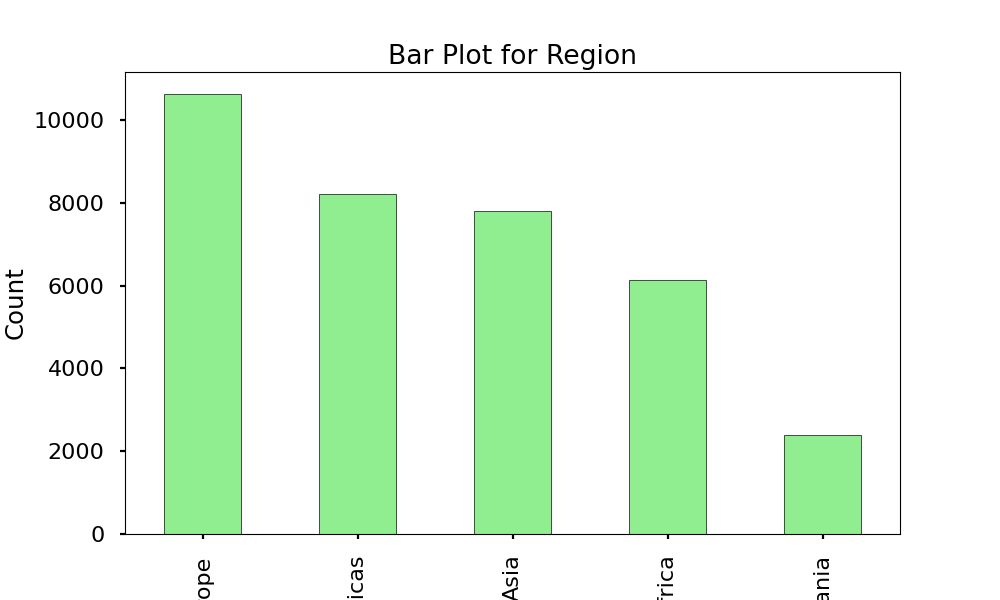 Bar Plot for Region
Count
10000
8000
6000
4000
2000
0
ope
icas
Asia
frica
ania